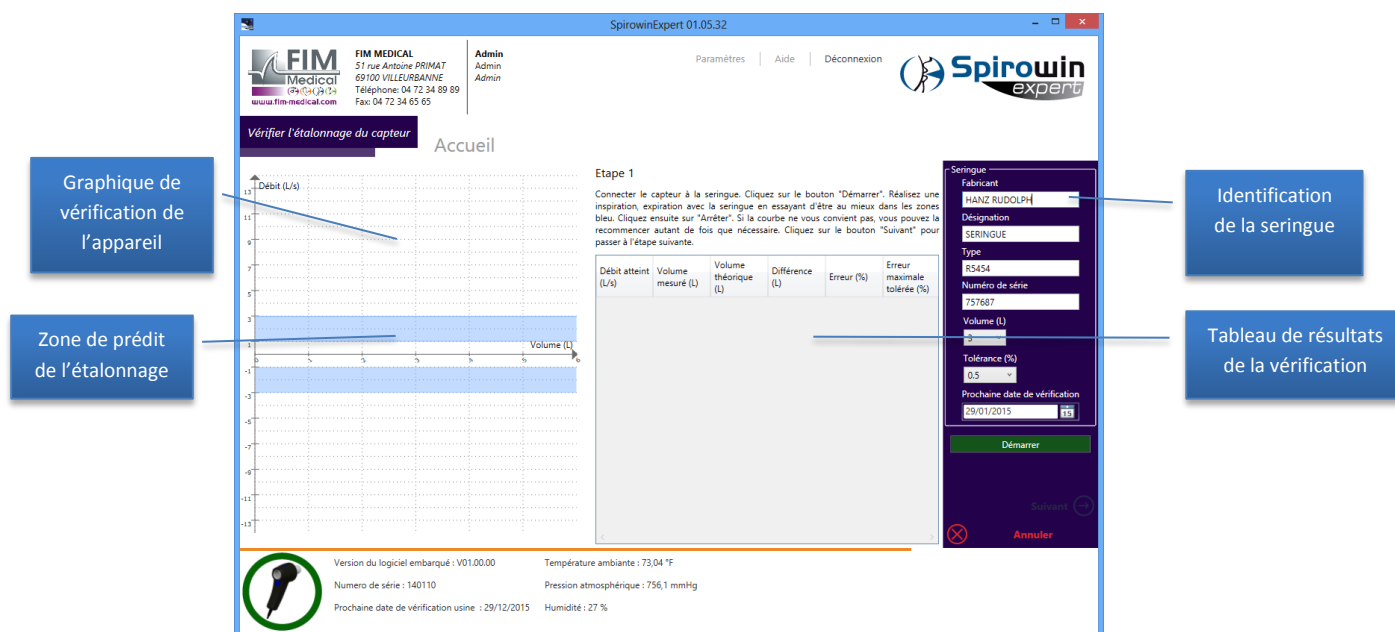 SpirowinExpert 01.05.32
FIM
Medical
www.fim-medical.com
FIM MEDICAL
51 rue Antoine PRIMAT
69100 VILLEURBANNE
Téléphone: 04 72 34 89 89
Fax: 04 72 34 65 65
Admin
Admin
Admin
Paramètres
Aide
Déconnexion
Spirowin
expert
Vérifier l'étalonnage du capteur
Accueil
Graphique de
vérification de
l'appareil
Zone de prédit
de l'étalonnage
Débit (L/s)
13
11
9
7
5
3
1
-1
-3
-5
-7
-9
-11
-13
0 1 2 3 4 5 6
Volume (L)
Etape 1
Connecter le capteur à la seringue. Cliquez sur le bouton "Démarrer". Réalisez une
inspiration, expiration avec la seringue en essayant d'être au mieux dans les zones
bleu. Cliquez ensuite sur "Arrêter". Si la courbe ne vous convient pas, vous pouvez la
recommencer autant de fois que nécessaire. Cliquez sur le bouton "Suivant" pour
passer à l'étape suivante.
Débit atteint
(L/s)
Volume
mesuré (L)
Volume
théorique
(L)
Différence
(L)
Erreur (%)
Erreur
maximale
tolérée (%)
Seringue
Fabricant
HANZ RUDOLPH
Désignation
SERINGUE
Type
R5454
Numéro de série
757687
Volume (L)
3
Tolérance (%)
0.5
Prochaine date de vérification
29/01/2015
15
Démarrer
Suivant
Annuler
Identification
de la seringue
Tableau de résultats
de la vérification
Version du logiciel embarqué : V01.00.00
Numero de série : 140110
Prochaine date de vérification usine : 29/12/2015
Température ambiante : 73,04 °F
Pression atmosphérique : 756,1 mmHg
Humidité : 27 %